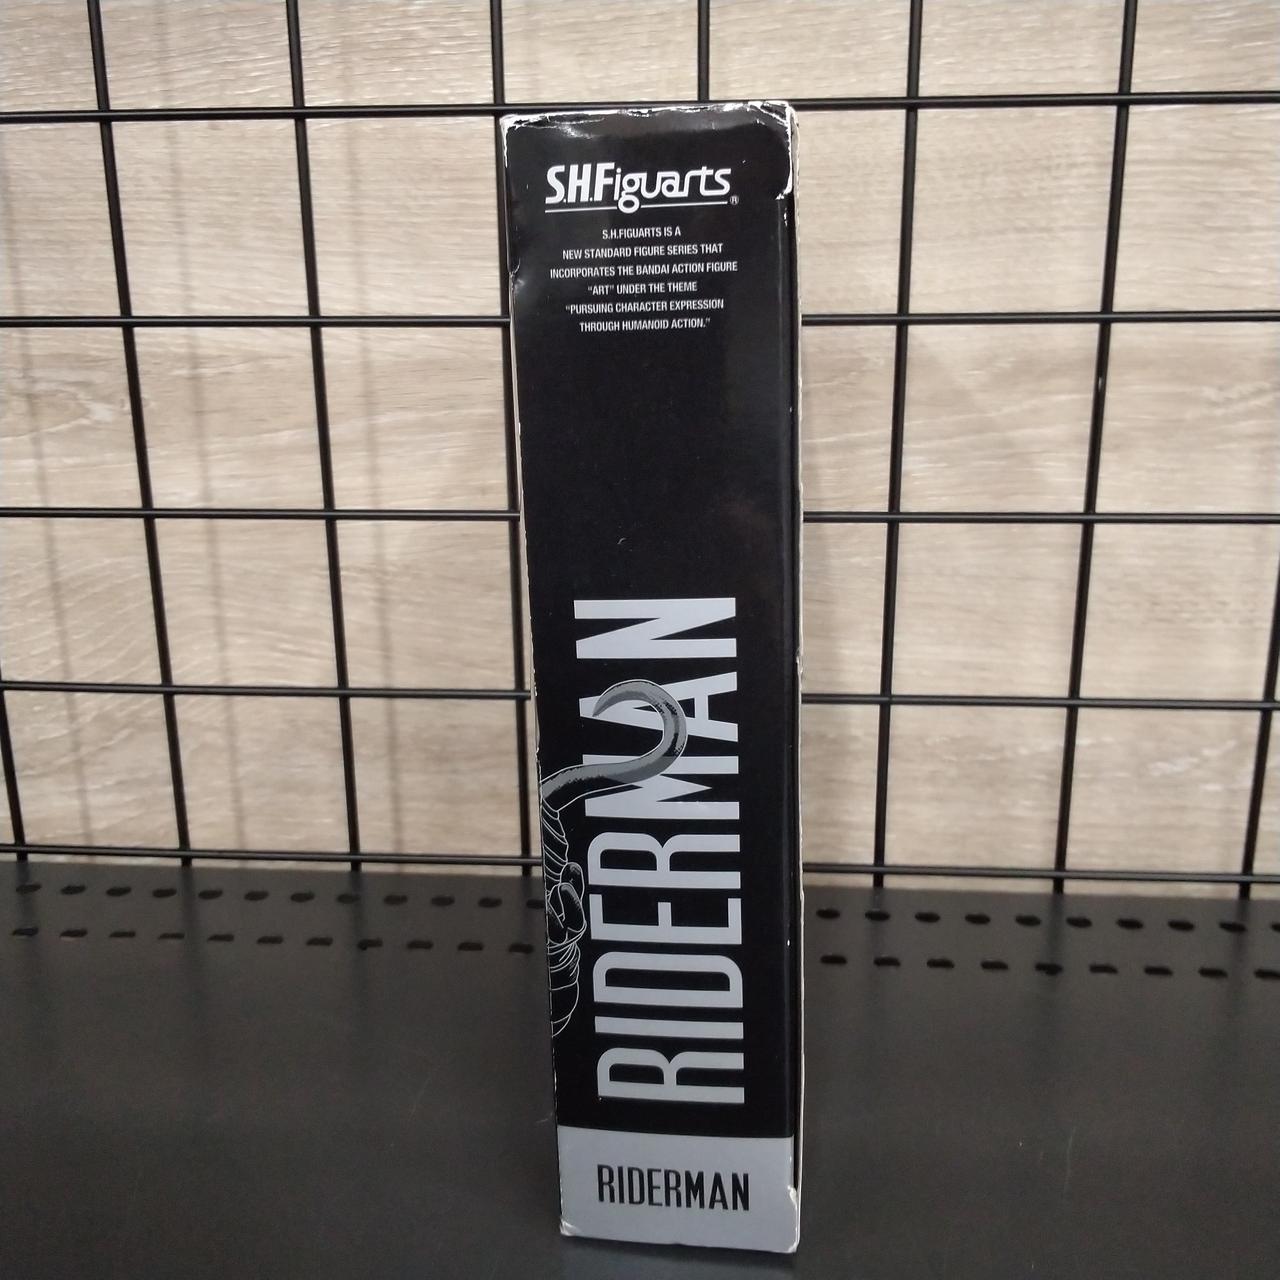 S.H.Figuarts®
S.H.FIGUARTS IS A
NEW STANDARD FIGURE SERIES THAT
INCORPORATES THE BANDAI ACTION FIGURE
"ART" UNDER THE THEME
"PURSUING CHARACTER EXPRESSION
THROUGH HUMANOID ACTION."
RIDERMAN
RIDERMAN